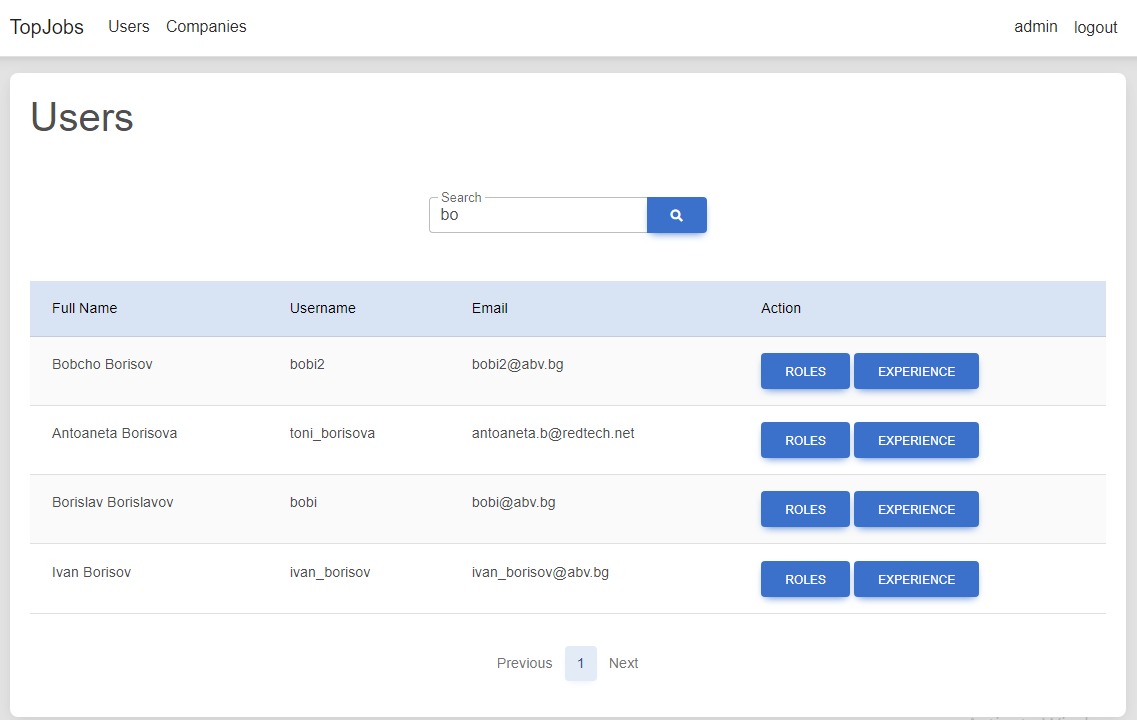 TopJobs Users Companies admin logout
Users
Search
bo
Full Name Username Email Action
Bobcho Borisov bobi2 bobi2@abv.bg ROLES EXPERIENCE
Antoaneta Borisova toni_borisova antoaneta.b@redtech.net ROLES EXPERIENCE
Borislav Borislavov bobi bobi@abv.bg ROLES EXPERIENCE
Ivan Borisov ivan_borisov ivan_borisov@abv.bg ROLES EXPERIENCE
Previous 1 Next